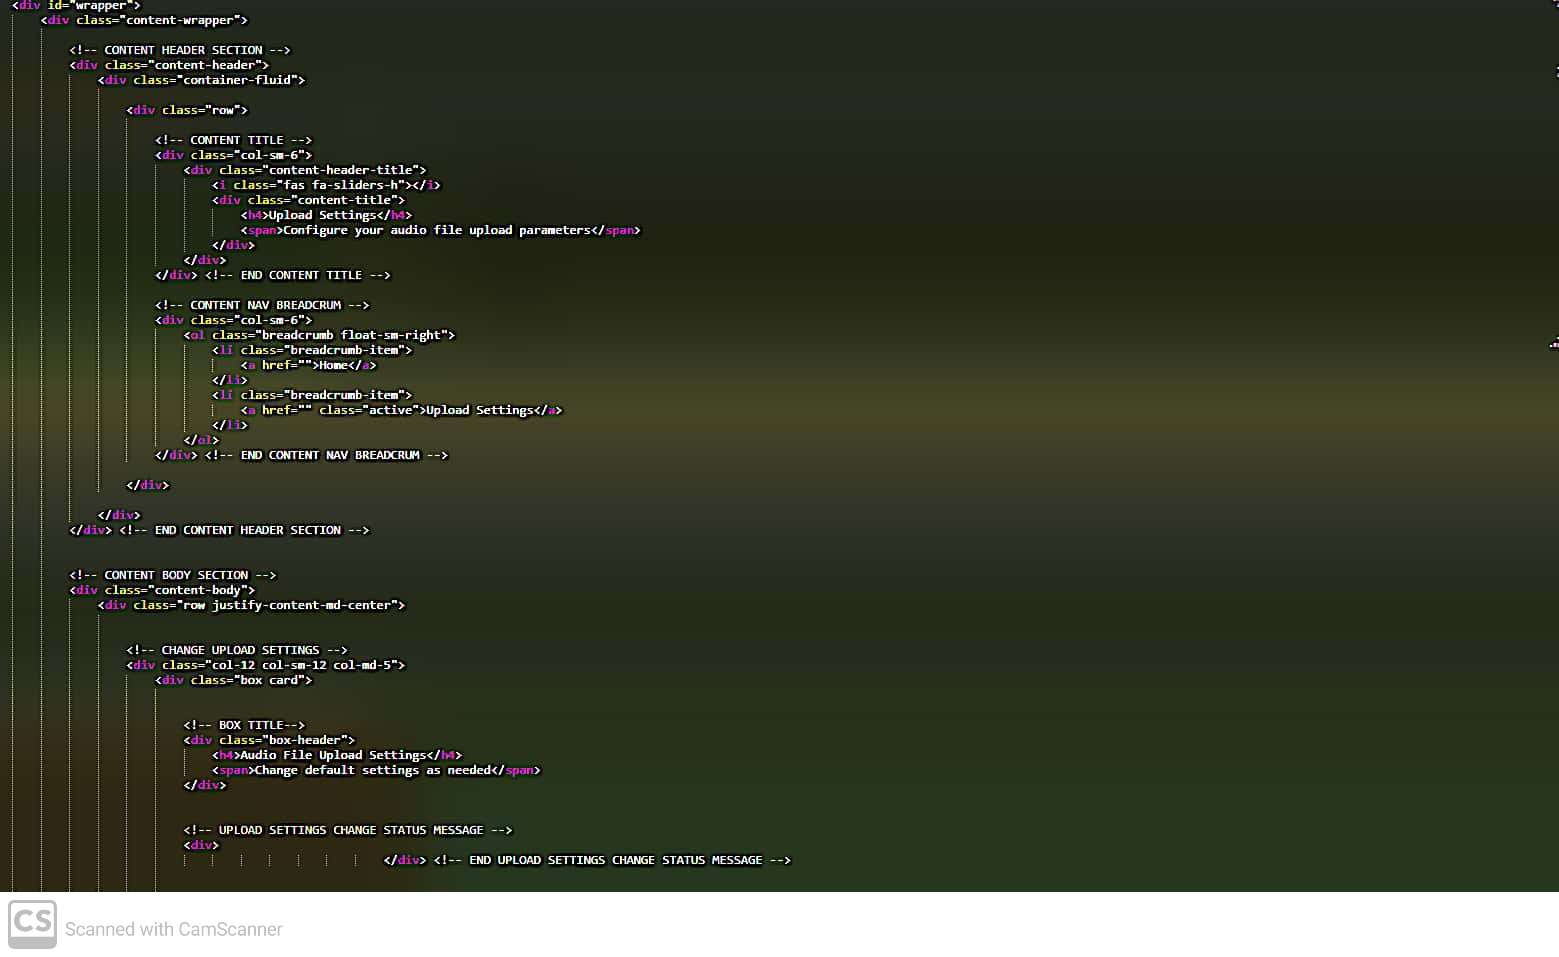 <div id="wrapper">
<div class="content-wrapper">
<!-- CONTENT HEADER SECTION -->
<div class="content-header">
<div class="container-fluid">
<div class="row">
<!-- CONTENT TITLE -->
<div class="col-sm-6">
<div class="content-header-title">
<i class="fas fa-sliders-h"></i>
<div class="content-title">
<h4>Upload Settings</h4>
<span>Configure your audio file upload parameters</span>
</div>
</div>
</div> <!-- END CONTENT TITLE -->
<!-- CONTENT NAV BREADCRUM -->
<div class="col-sm-6">
<ol class="breadcrumb float-sm-right">
<li class="breadcrumb-item">
<a href="">Home</a>
</li>
<li class="breadcrumb-item">
<a href="" class="active">Upload Settings</a>
</li>
</ol>
</div> <!-- END CONTENT NAV BREADCRUM -->
</div>
</div>
</div> <!-- END CONTENT HEADER SECTION -->
<!-- CONTENT BODY SECTION -->
<div class="content-body">
<div class="row justify-content-md-center">
<!-- CHANGE UPLOAD SETTINGS -->
<div class="col-12 col-sm-12 col-md-5">
<div class="box card">
<!-- BOX TITLE-->
<div class="box-header">
<h4>Audio File Upload Settings</h4>
<span>Change default settings as needed</span>
</div>
<!-- UPLOAD SETTINGS CHANGE STATUS MESSAGE -->
<div>
</div> <!-- END UPLOAD SETTINGS CHANGE STATUS MESSAGE -->
CS Scanned with CamScanner